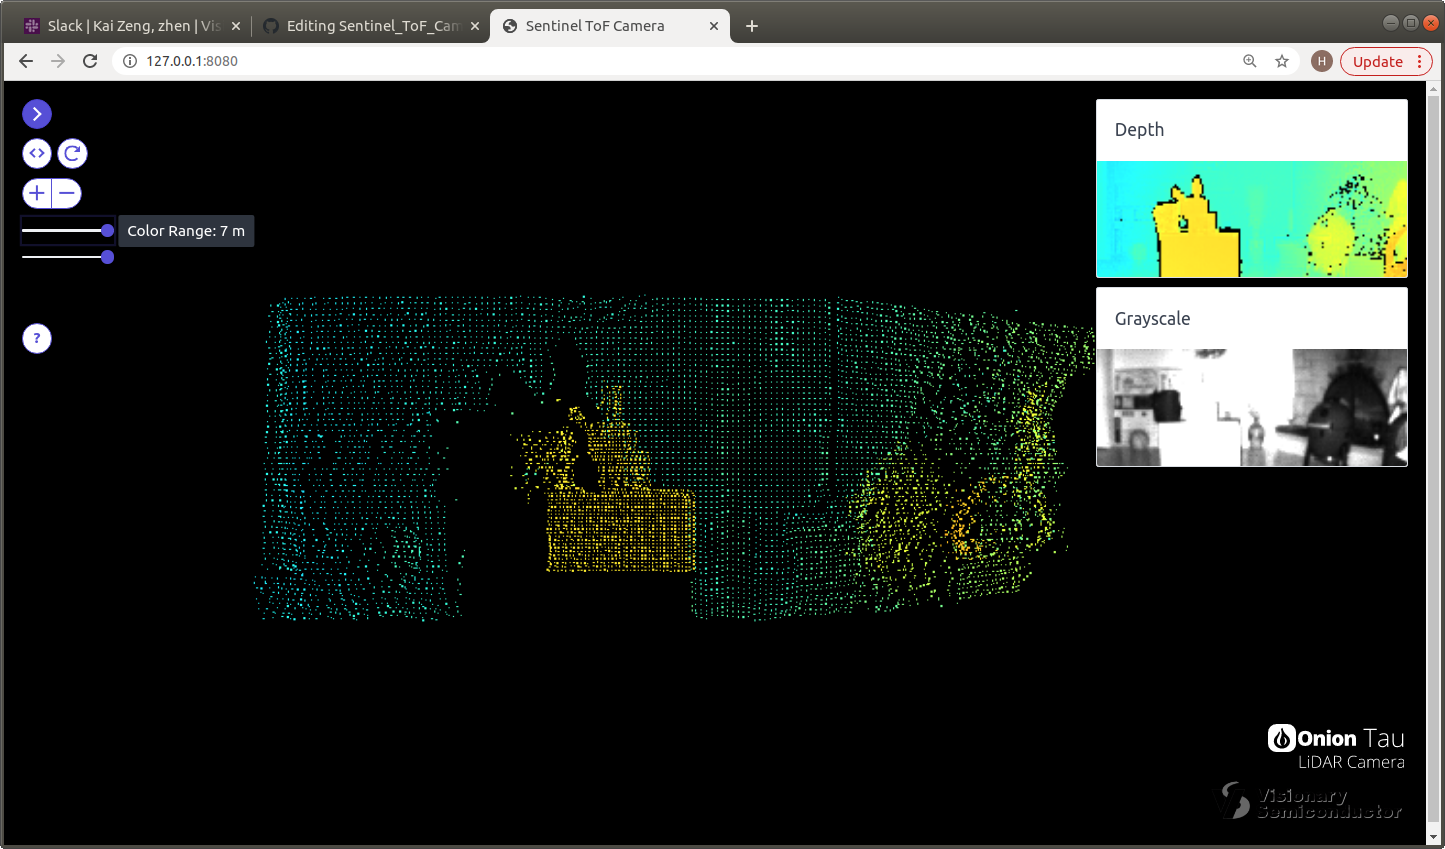 Slack | Kai Zeng, zhen | Vis
Editing Sentinel_ToF_Cam
Sentinel ToF Camera
127.0.0.1:8080
H
Update
Depth
Color Range: 7 m
?
Grayscale
Onion Tau
LiDAR Camera
Visionary
Semiconductor